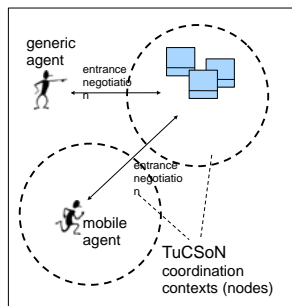 generic
agent
entrance
negotiatio
n
entrance
negotiatio
n
mobile
agent
TuCSoN
coordination
contexts (nodes)